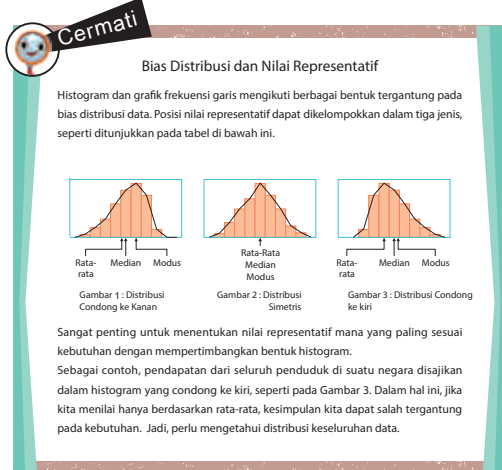 Cermati
Bias Distribusi dan Nilai Representatif
Histogram dan grafik frekuensi garis mengikuti berbagai bentuk tergantung pada
bias distribusi data. Posisi nilai representatif dapat dikelompokkan dalam tiga jenis,
seperti ditunjukkan pada tabel di bawah ini.
Rata-
rata
Median
Modus
Gambar 1 : Distribusi
Condong ke Kanan
Rata-Rata
Median
Modus
Gambar 2 : Distribusi
Simetris
Rata-
rata
Median
Modus
Gambar 3 : Distribusi Condong
ke kiri
Sangat penting untuk menentukan nilai representatif mana yang paling sesuai
kebutuhan dengan mempertimbangkan bentuk histogram.
Sebagai contoh, pendapatan dari seluruh penduduk di suatu negara disajikan
dalam histogram yang condong ke kiri, seperti pada Gambar 3. Dalam hal ini, jika
kita menilai hanya berdasarkan rata-rata, kesimpulan kita dapat salah tergantung
pada kebutuhan. Jadi, perlu mengetahui distribusi keseluruhan data.